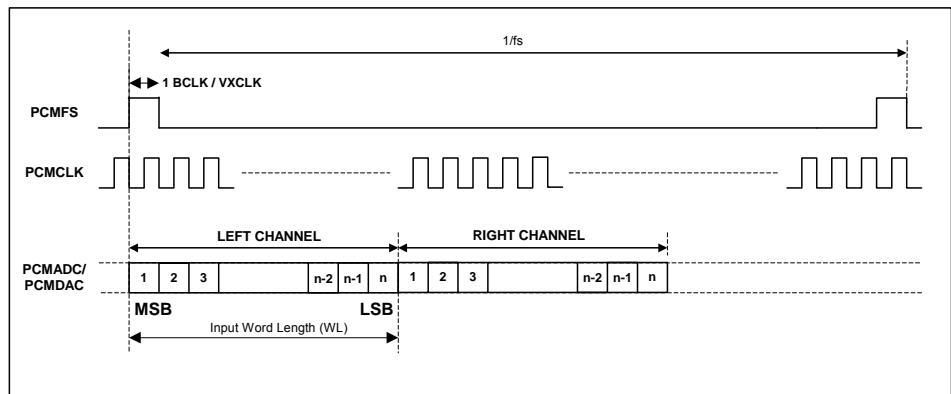 1/fs
1 BCLK / VXCLK
PCMFS
PCMCLK
LEFT CHANNEL
RIGHT CHANNEL
PCMADC/
PCMDAC
1 2 3 n-2 n-1 n 1 2 3 n-2 n-1 n
MSB LSB
Input Word Length (WL)